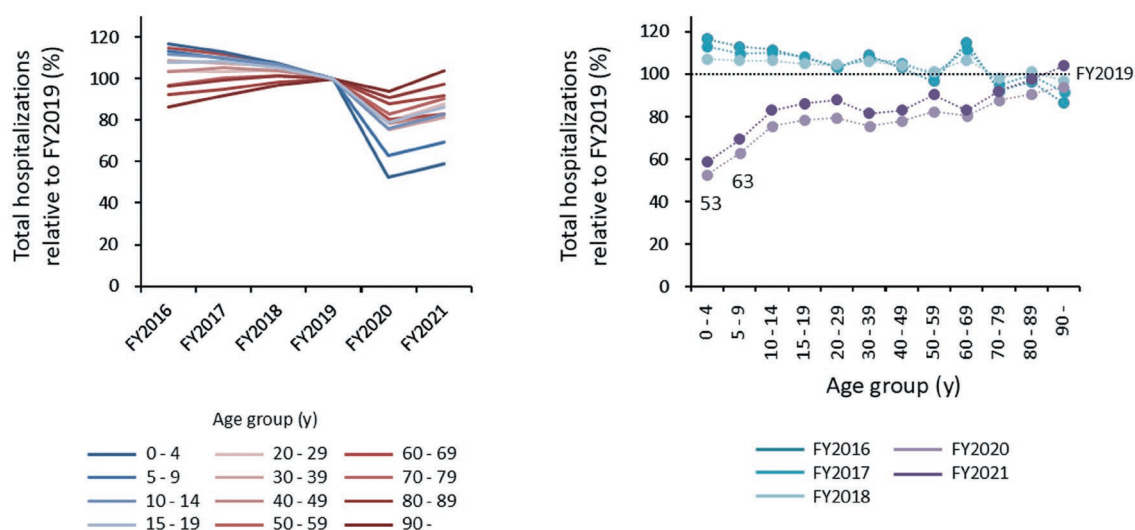 Total hospitalizations
relative to FY2019 (%)
120
100
80
60
40
20
0
FY2016
FY2017
FY2018
FY2019
FY2020
FY2021
Age group (y)
0 - 4
5 - 9
10 - 14
15 - 19
20 - 29
30 - 39
40 - 49
50 - 59
60 - 69
70 - 79
80 - 89
90 -
Total hospitalizations
relative to FY2019 (%)
120
100
80
60
40
20
0
FY2019
53
63
0 - 4
5 - 9
10 - 14
15 - 19
20 - 29
30 - 39
40 - 49
50 - 59
60 - 69
70 - 79
80 - 89
90 -
Age group (y)
FY2016
FY2017
FY2018
FY2020
FY2021